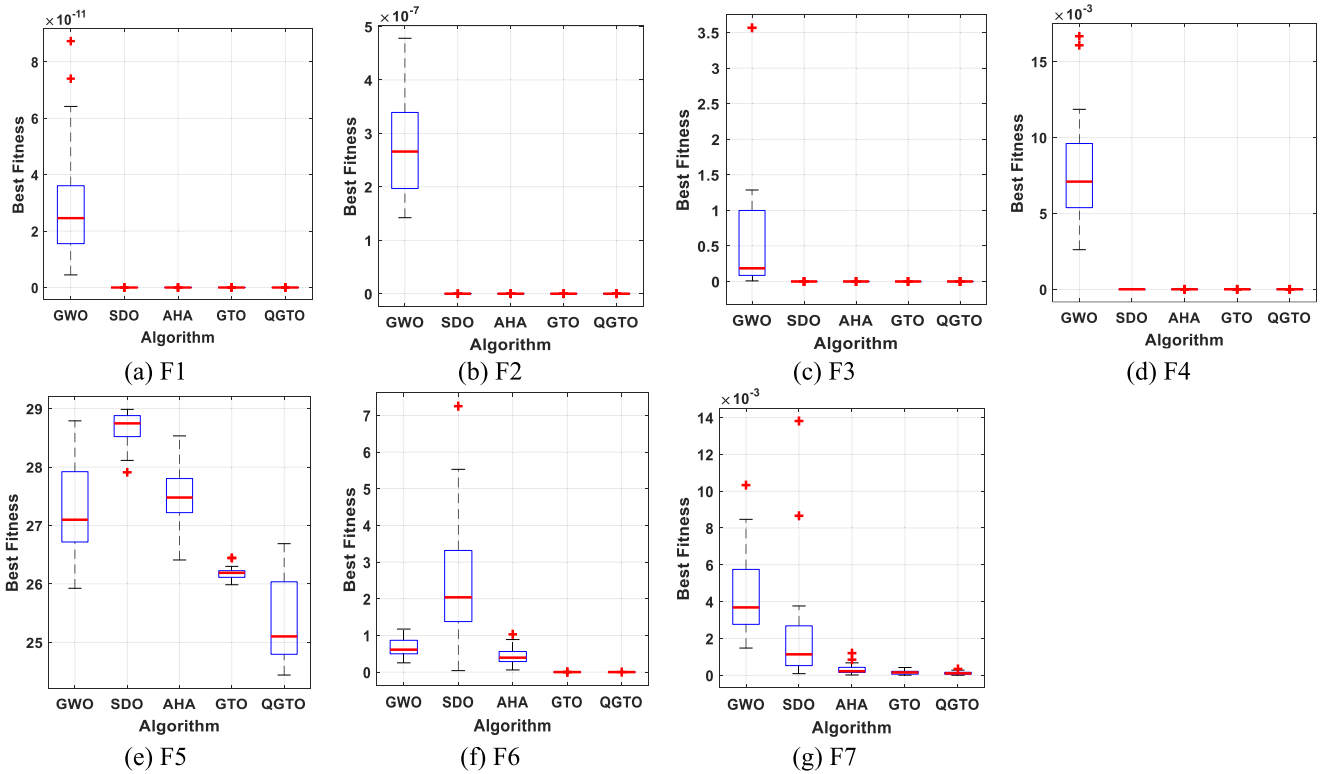 ×10^-11
8
6
4
2
0
Best Fitness
GWO SDO AHA GTO QGTO
Algorithm
(a) F1
×10^-7
5
4
3
2
1
0
Best Fitness
GWO SDO AHA GTO QGTO
Algorithm
(b) F2
3.5
3
2.5
2
1.5
1
0.5
0
Best Fitness
GWO SDO AHA GTO QGTO
Algorithm
(c) F3
×10^-3
15
10
5
0
Best Fitness
GWO SDO AHA GTO QGTO
Algorithm
(d) F4
29
28
27
26
25
Best Fitness
GWO SDO AHA GTO QGTO
Algorithm
(e) F5
7
6
5
4
3
2
1
0
Best Fitness
GWO SDO AHA GTO QGTO
Algorithm
(f) F6
×10^-3
14
12
10
8
6
4
2
0
Best Fitness
GWO SDO AHA GTO QGTO
Algorithm
(g) F7